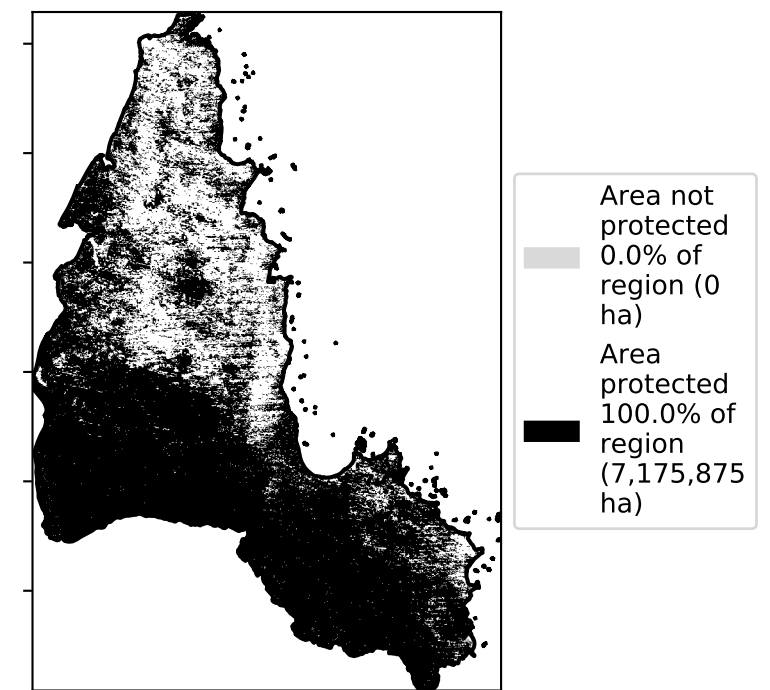 Area not
protected
0.0% of
region (0
ha)
Area
protected
100.0% of
region
(7,175,875
ha)